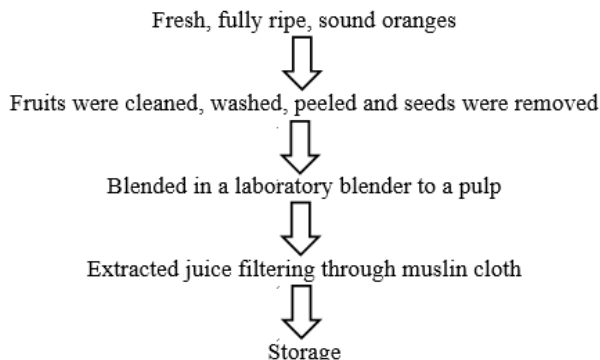 Fresh, fully ripe, sound oranges
Fruits were cleaned, washed, peeled and seeds were removed
Blended in a laboratory blender to a pulp
Extracted juice filtering through muslin cloth
Storage